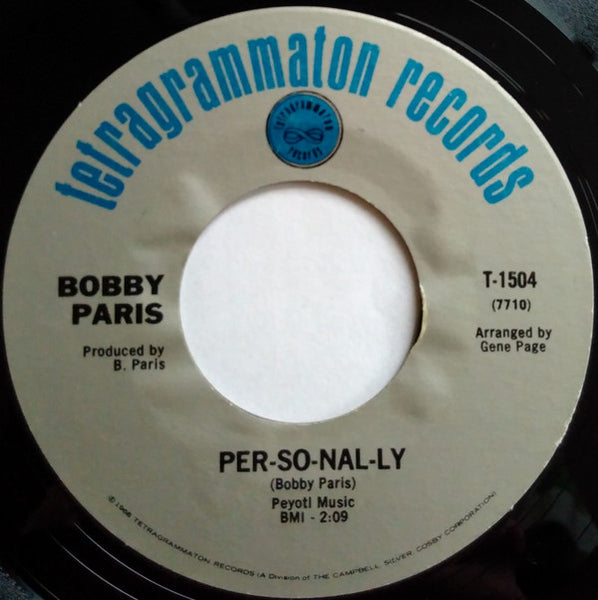 tetragrammaton records
tetragrammaton
records
BOBBY
PARIS
Produced by
B. Paris
T-1504
(7710)
Arranged by
Gene Page
PER-SO-NAL-LY
(Bobby Paris)
Peyotl Music
BMI - 2:09
© 1968 TETRAGRAMMATON RECORDS (A Division of THE CAMPBELL, SILVER, COSBY CORPORATION)